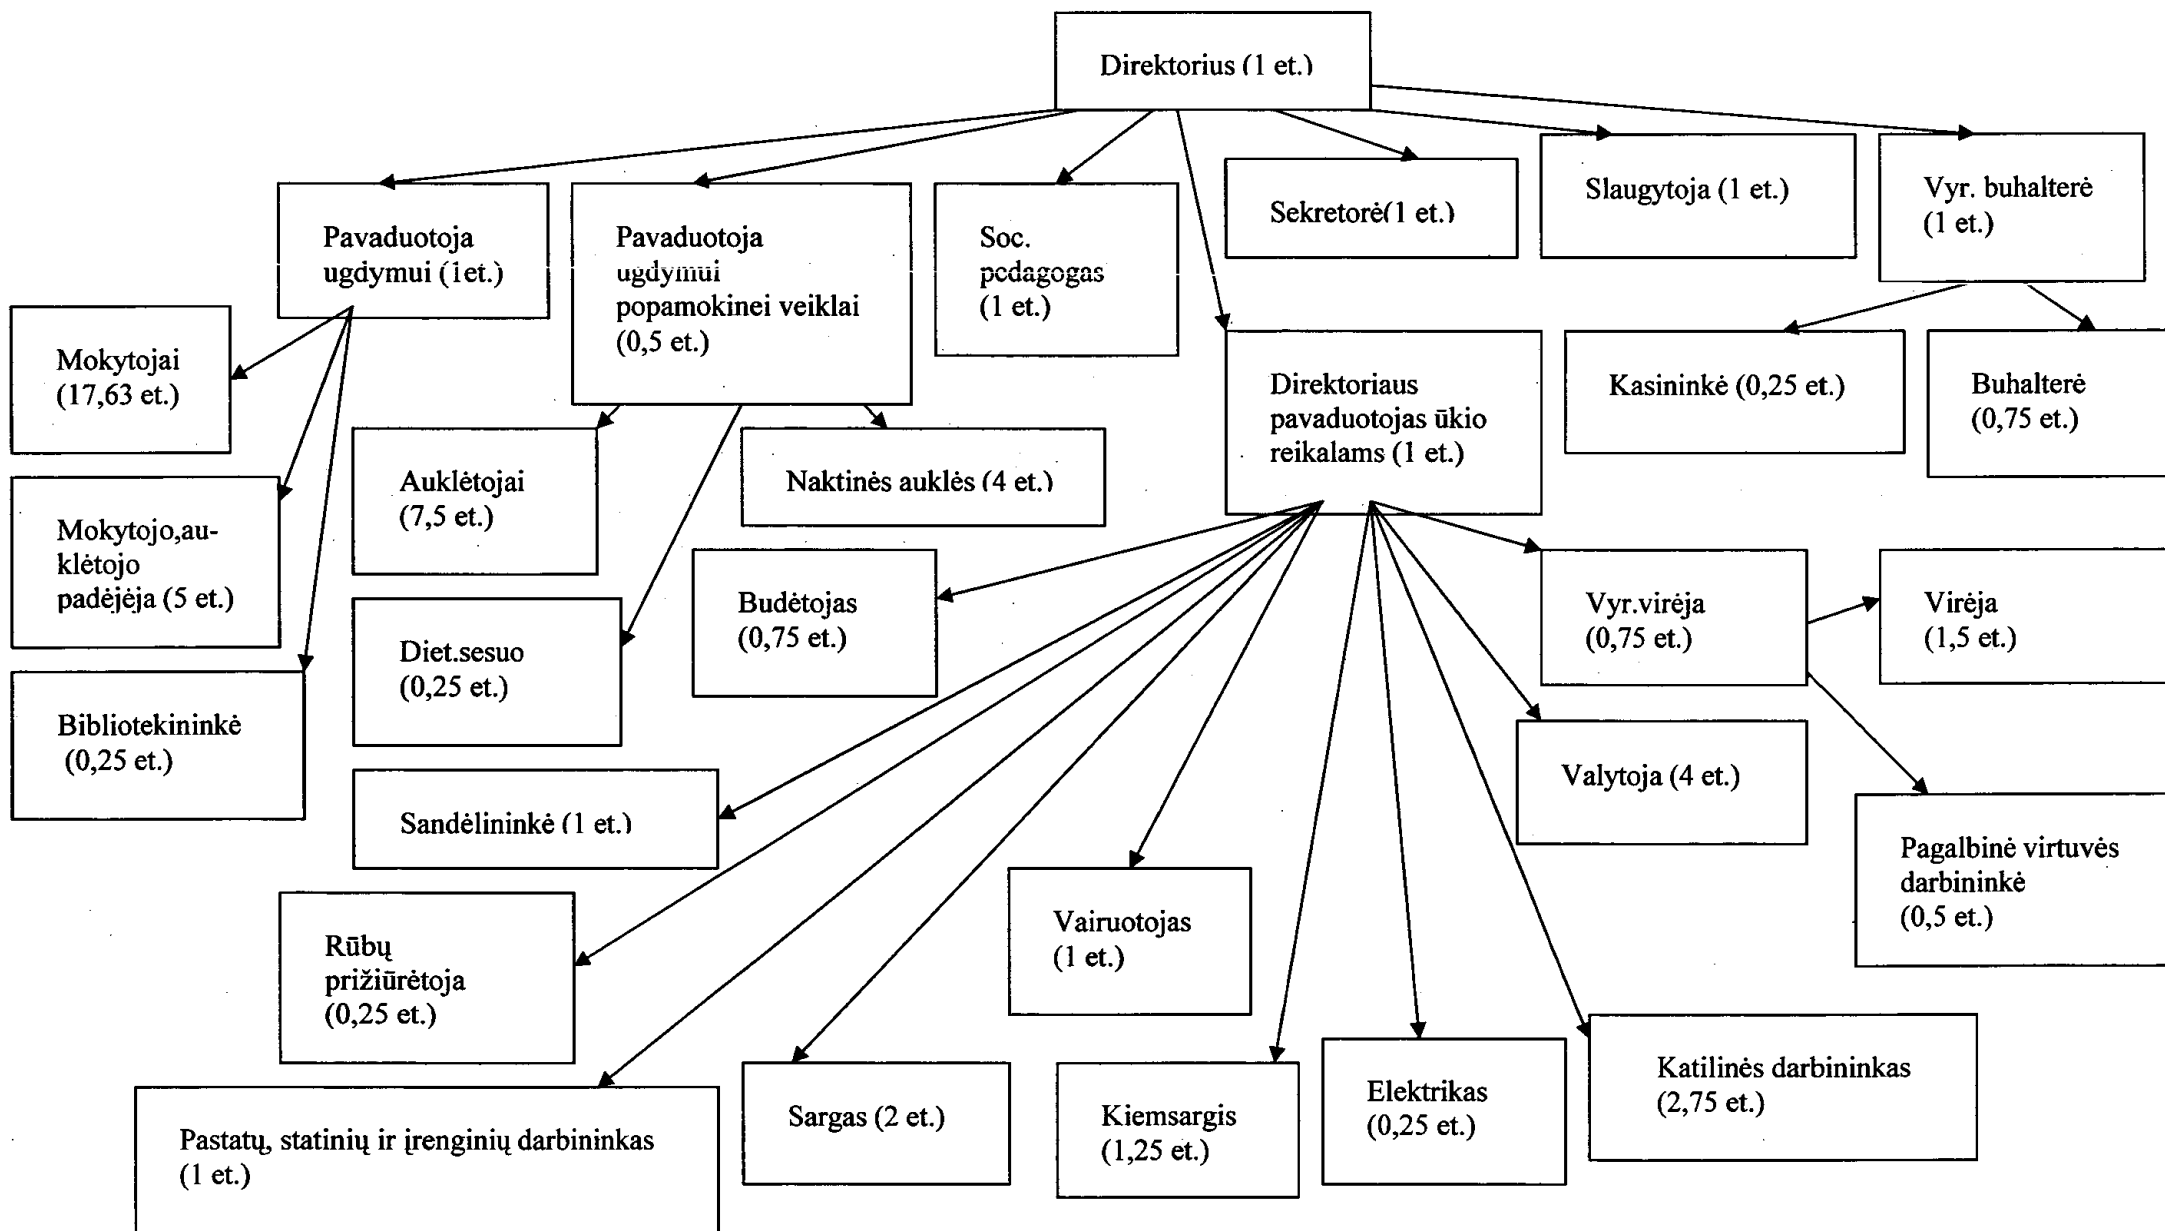 Direktorius (1 et.)
Pavaduotoja
ugdymui (1et.)
Pavaduotoja
ugdymui
popamokinei veiklai
(0,5 et.)
Soc.
pedagogas
(1 et.)
Sekretorė(1 et.)
Slaugytoja (1 et.)
Vyr. buhalterė
(1 et.)
Mokytojai
(17,63 et.)
Direktoriaus
pavaduotojas ūkio
reikalams (1 et.)
Kasininkė (0,25 et.)
Buhalterė
(0,75 et.)
Mokytojo,au-
klėtojo
padėjėja (5 et.)
Auklėtojai
(7,5 et.)
Naktinės auklės (4 et.)
Budėtojas
(0,75 et.)
Vyr.virėja
(0,75 et.)
Virėja
(1,5 et.)
Diet.sesuo
(0,25 et.)
Bibliotekininkė
(0,25 et.)
Valytoja (4 et.)
Sandėlininkė (1 et.)
Pagalbinė virtuvės
darbininkė
(0,5 et.)
Rūbų
prižiūrėtoja
(0,25 et.)
Vairuotojas
(1 et.)
Pastatų, statinių ir įrenginių darbininkas
(1 et.)
Sargas (2 et.)
Kiemsargis
(1,25 et.)
Elektrikas
(0,25 et.)
Katilinės darbininkas
(2,75 et.)